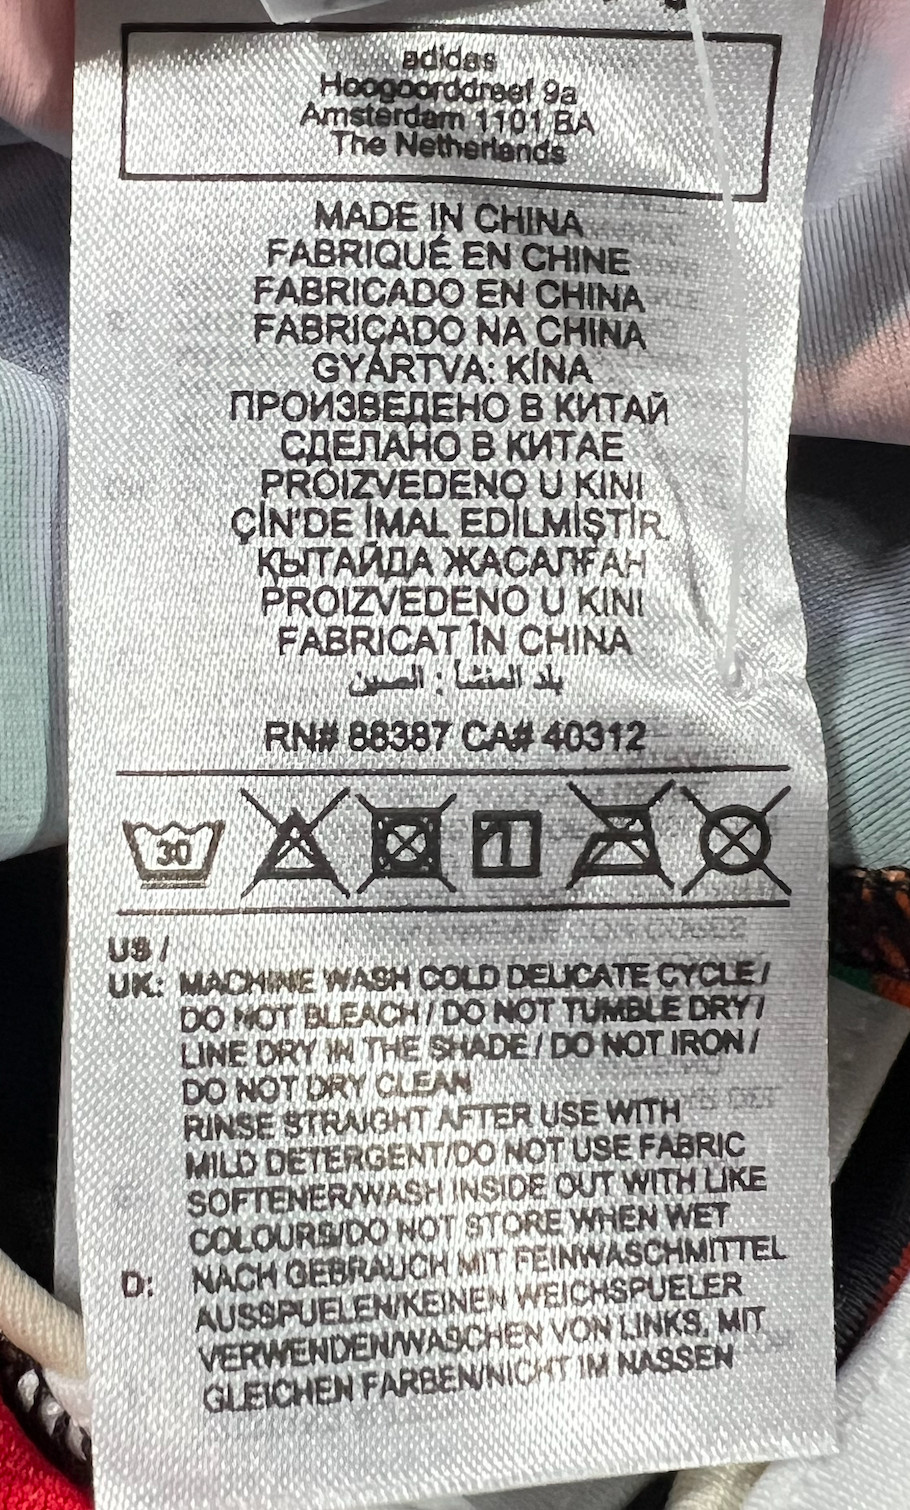 adidas
Hoogoorddreef 9a
Amsterdam 1101 BA
The Netherlands
MADE IN CHINA
FABRIQUÉ EN CHINE
FABRICADO EN CHINA
FABRICADO NA CHINA
GYÁRTVA: KÍNA
ПРОИЗВЕДЕНО В КИТАЙ
СДЕЛАНО В КИТАЕ
PROIZVEDENO U KINI
ÇİN'DE İMAL EDİLMİŞTİR
ҚЫТАЙДА ЖАСАЛҒАН
PROIZVEDENO U KINI
FABRICAT ÎN CHINA
بلد المنشأ : الصين
RN# 88387 CA# 40312
30
US /
UK: MACHINE WASH COLD DELICATE CYCLE /
DO NOT BLEACH / DO NOT TUMBLE DRY /
LINE DRY IN THE SHADE / DO NOT IRON /
DO NOT DRY CLEAN
RINSE STRAIGHT AFTER USE WITH
MILD DETERGENT/DO NOT USE FABRIC
SOFTENER/WASH INSIDE OUT WITH LIKE
COLOURS/DO NOT STORE WHEN WET
D: NACH GEBRAUCH MIT FEINWASCHMITTEL
AUSSPUELEN/KEINEN WEICHSPUELER
VERWENDEN/WASCHEN VON LINKS, MIT
GLEICHEN FARBEN/NICHT IM NASSEN